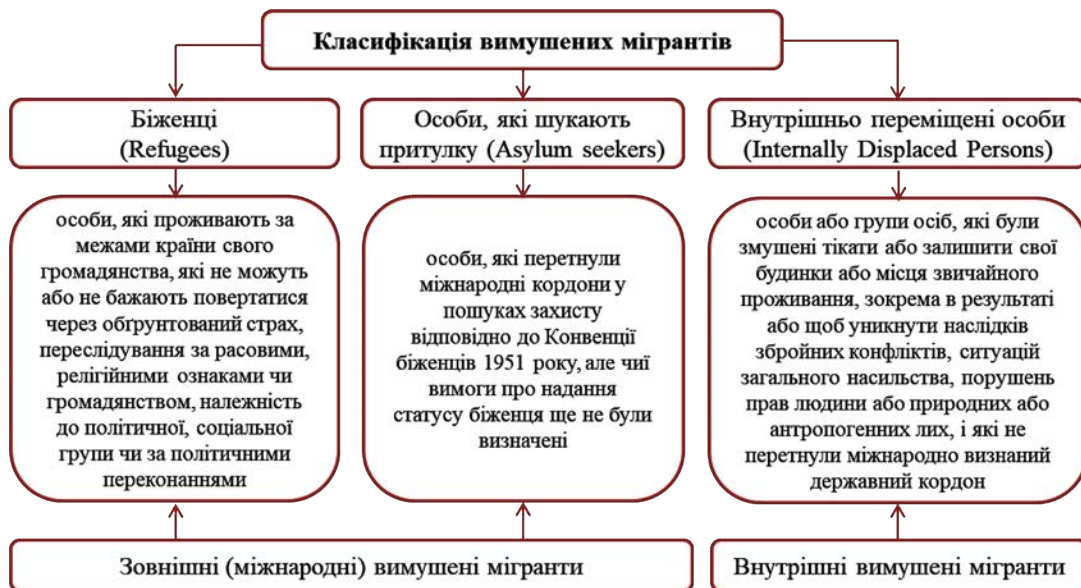 Класифікація вимушених мігрантів
Біженці
(Refugees)
Особи, які шукають
притулку (Asylum seekers)
Внутрішньо переміщені особи
(Internally Displaced Persons)
особи, які проживають за
межами країни свого
громадянства, які не можуть
або не бажають повертатися
через обґрунтований страх,
переслідування за расовими,
релігійними ознаками чи
громадянством, належність
до політичної, соціальної
групи чи за політичними
переконаннями
особи, які перетнули
міжнародні кордони у
пошуках захисту
відповідно до Конвенції
біженців 1951 року, але чиї
вимоги про надання
статусу біженця ще не були
визначені
особи або групи осіб, які були
змушені тікати або залишити свої
будинки або місця звичайного
проживання, зокрема в результаті
або щоб уникнути наслідків
збройних конфліктів, ситуацій
загального насильства, порушень
прав людини або природних або
антропогенних лих, і які не
перетнули міжнародно визнаний
державний кордон
Зовнішні (міжнародні) вимушені мігранти
Внутрішні вимушені мігранти